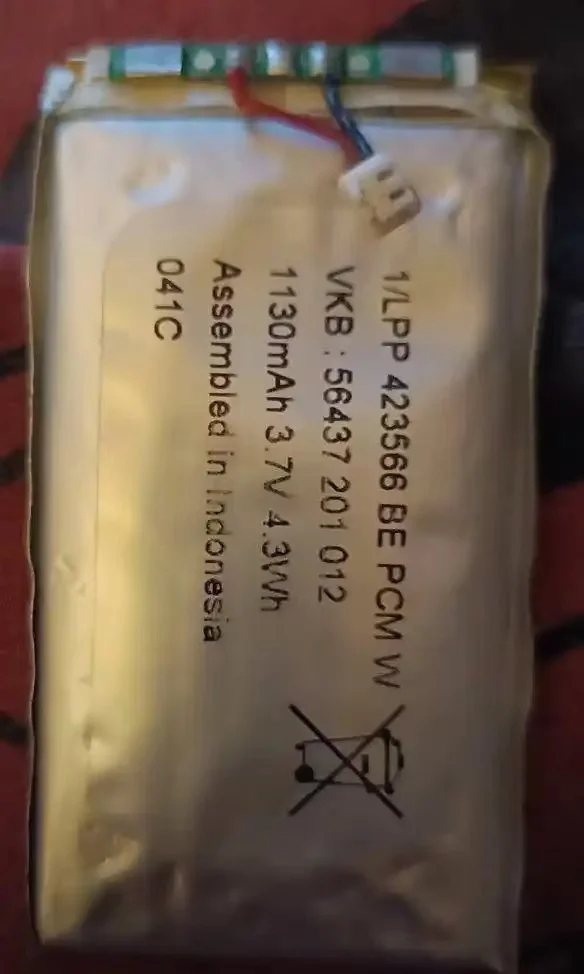 1/LPP 423566 BE PCM W
VKB : 56437 201 012
1130mAh 3.7V 4.3Wh
Assembled in Indonesia
041C